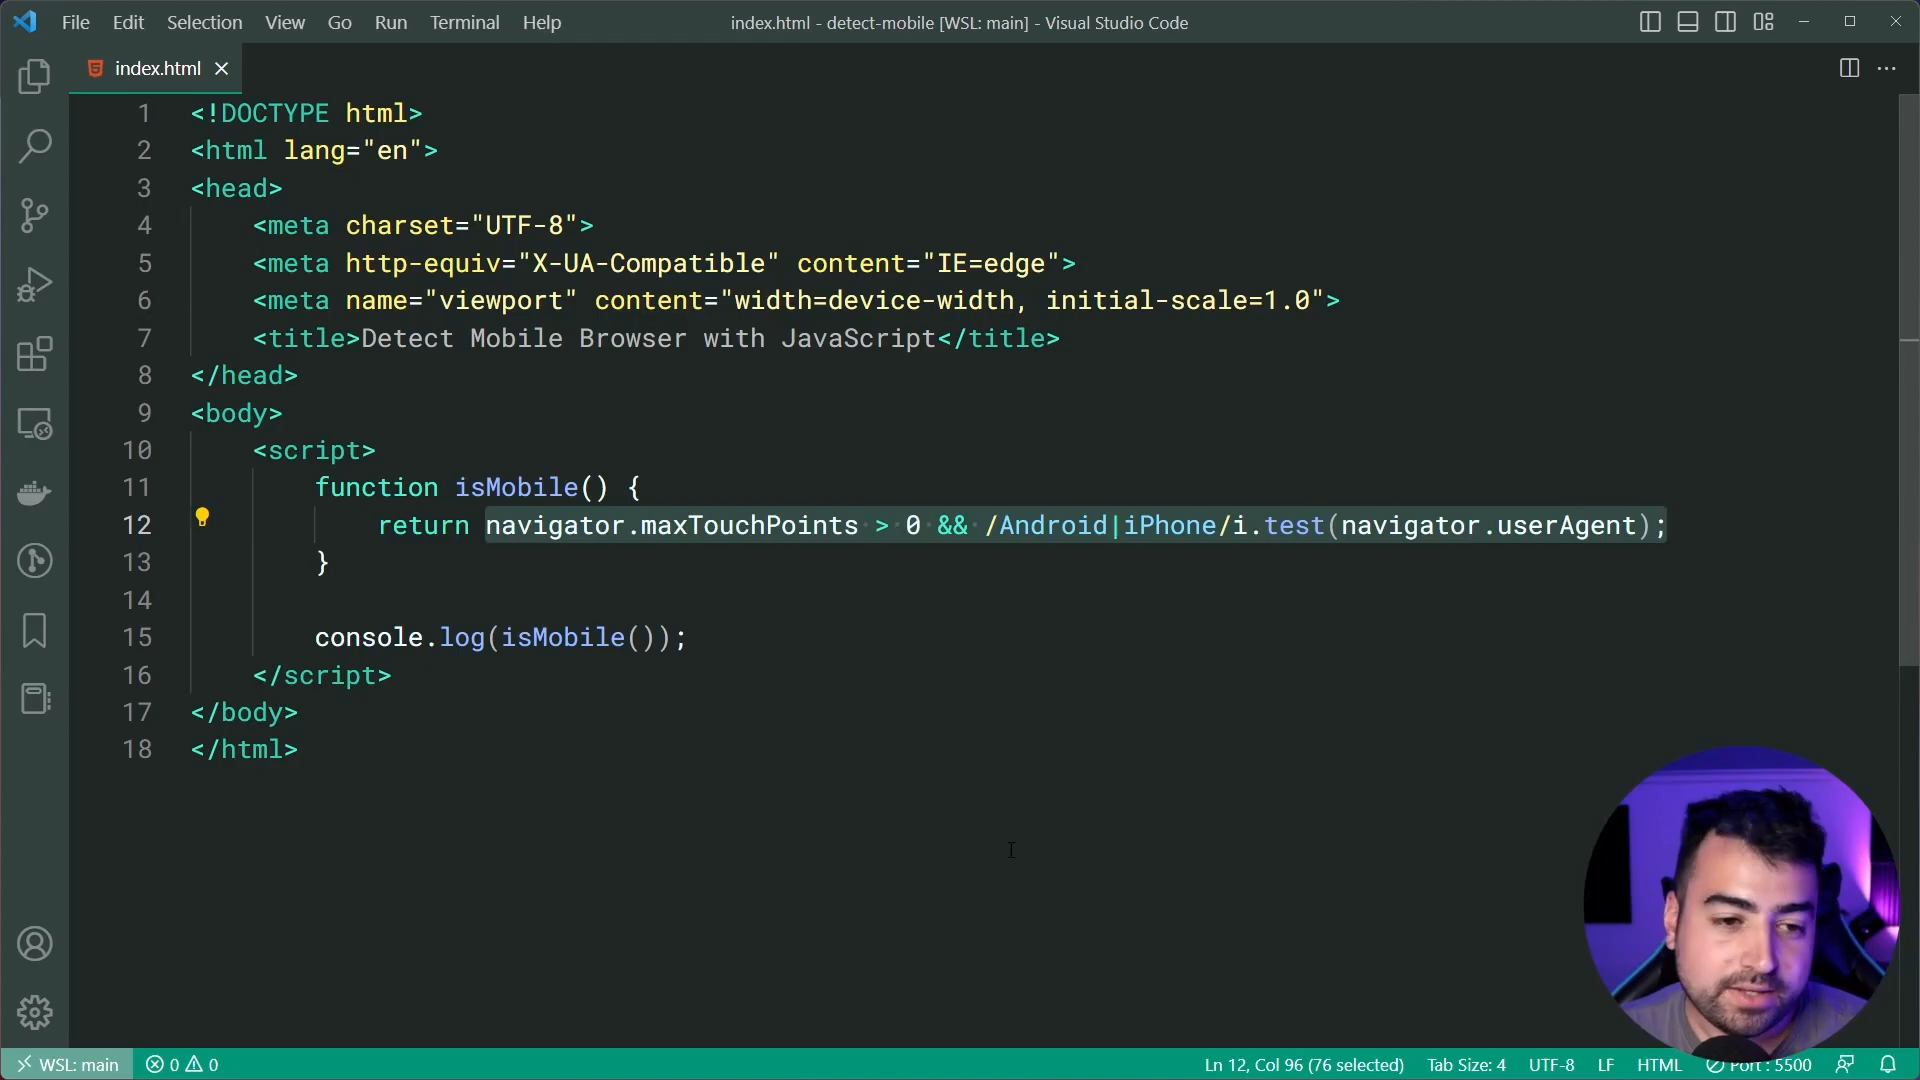 File Edit Selection View Go Run Terminal Help index.html - detect-mobile [WSL: main] - Visual Studio Code
index.html
1 <!DOCTYPE html>
2 <html lang="en">
3 <head>
4 <meta charset="UTF-8">
5 <meta http-equiv="X-UA-Compatible" content="IE=edge">
6 <meta name="viewport" content="width=device-width, initial-scale=1.0">
7 <title>Detect Mobile Browser with JavaScript</title>
8 </head>
9 <body>
10 <script>
11 function isMobile() {
12 return navigator.maxTouchPoints > 0 && /Android|iPhone/i.test(navigator.userAgent);
13 }
14
15 console.log(isMobile());
16 </script>
17 </body>
18 </html>
WSL: main 0 0 Ln 12, Col 96 (76 selected) Tab Size: 4 UTF-8 LF HTML Port : 5500